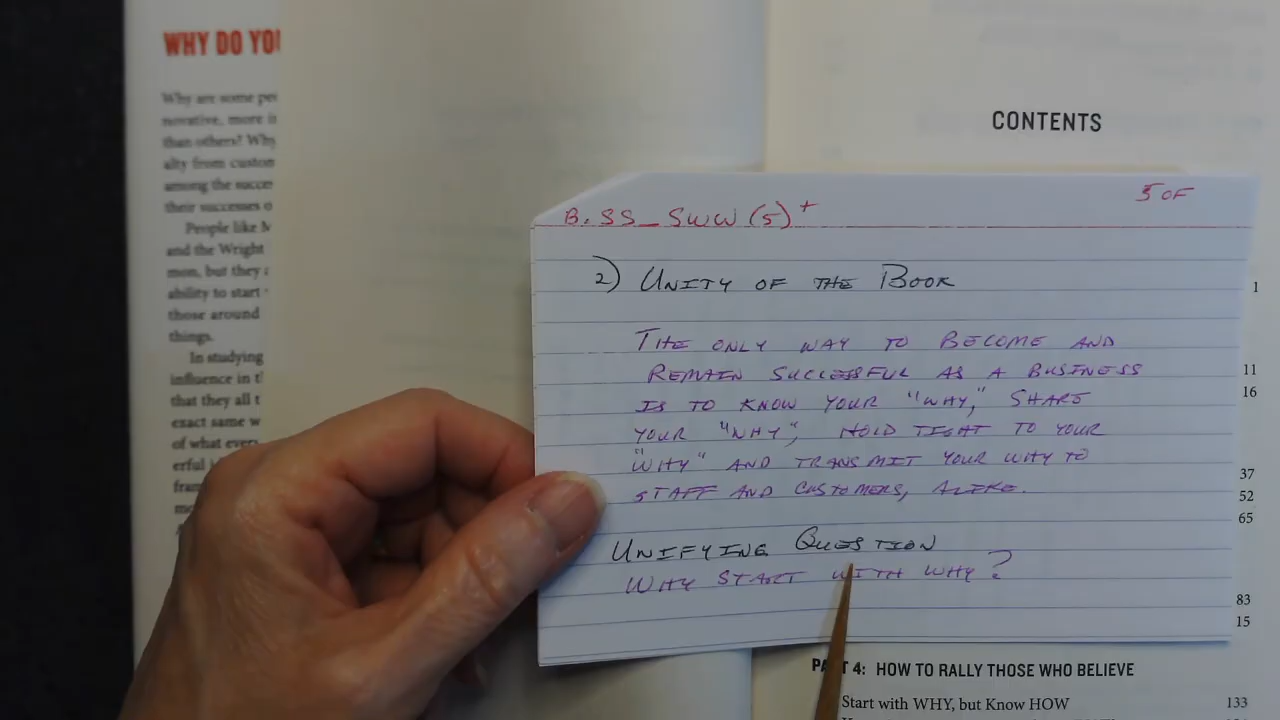 WHY DO YOU
Why are some peo
novative, more in
than others? Why
alty from custom
among the succes
their successes o
People like M
and the Wright
mon, but they a
ability to start
those around
things.
In studying
influence in t
that they all t
exact same w
of what ever
erful
CONTENTS
B.SS_SWW(5)+
5 OF
2) UNITY OF THE BOOK
THE ONLY WAY TO BECOME AND
REMAIN SUCCESSFUL AS A BUSINESS
IS TO KNOW YOUR "WHY," SHARE
YOUR "WHY", HOLD TIGHT TO YOUR
"WHY" AND TRANSMIT YOUR WHY TO
STAFF AND CUSTOMERS, ALIKE.
UNIFYING QUESTION
WHY START WITH WHY?
1
11
16
37
52
65
83
15
PART 4: HOW TO RALLY THOSE WHO BELIEVE
Start with WHY, but Know HOW 133